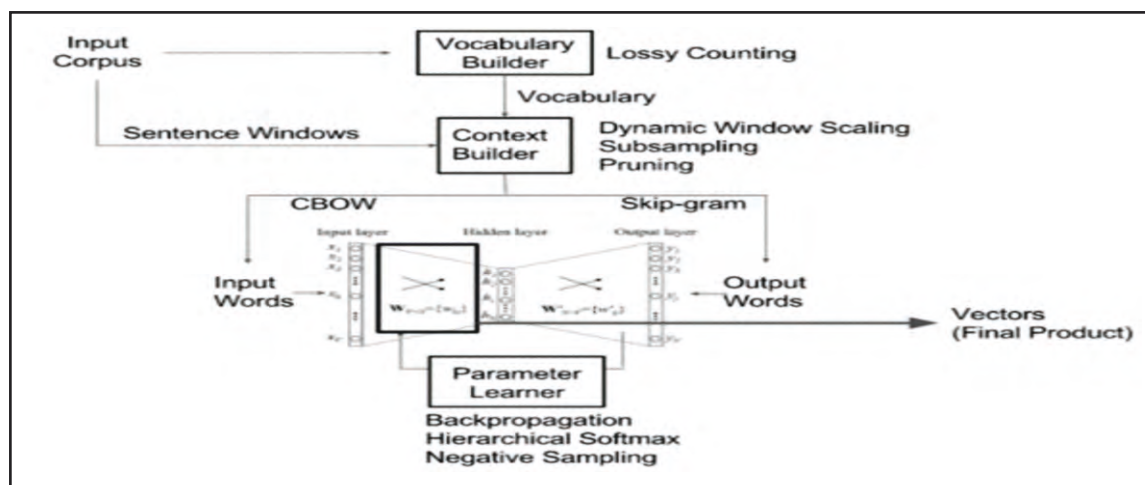 Input
Corpus
Vocabulary
Builder
Lossy Counting
Vocabulary
Sentence Windows
Context
Builder
Dynamic Window Scaling
Subsampling
Pruning
CBOW
Skip-gram
Input layer
Hidden layer
Output layer
Input
Words
Output
Words
Vectors
(Final Product)
Parameter
Learner
Backpropagation
Hierarchical Softmax
Negative Sampling